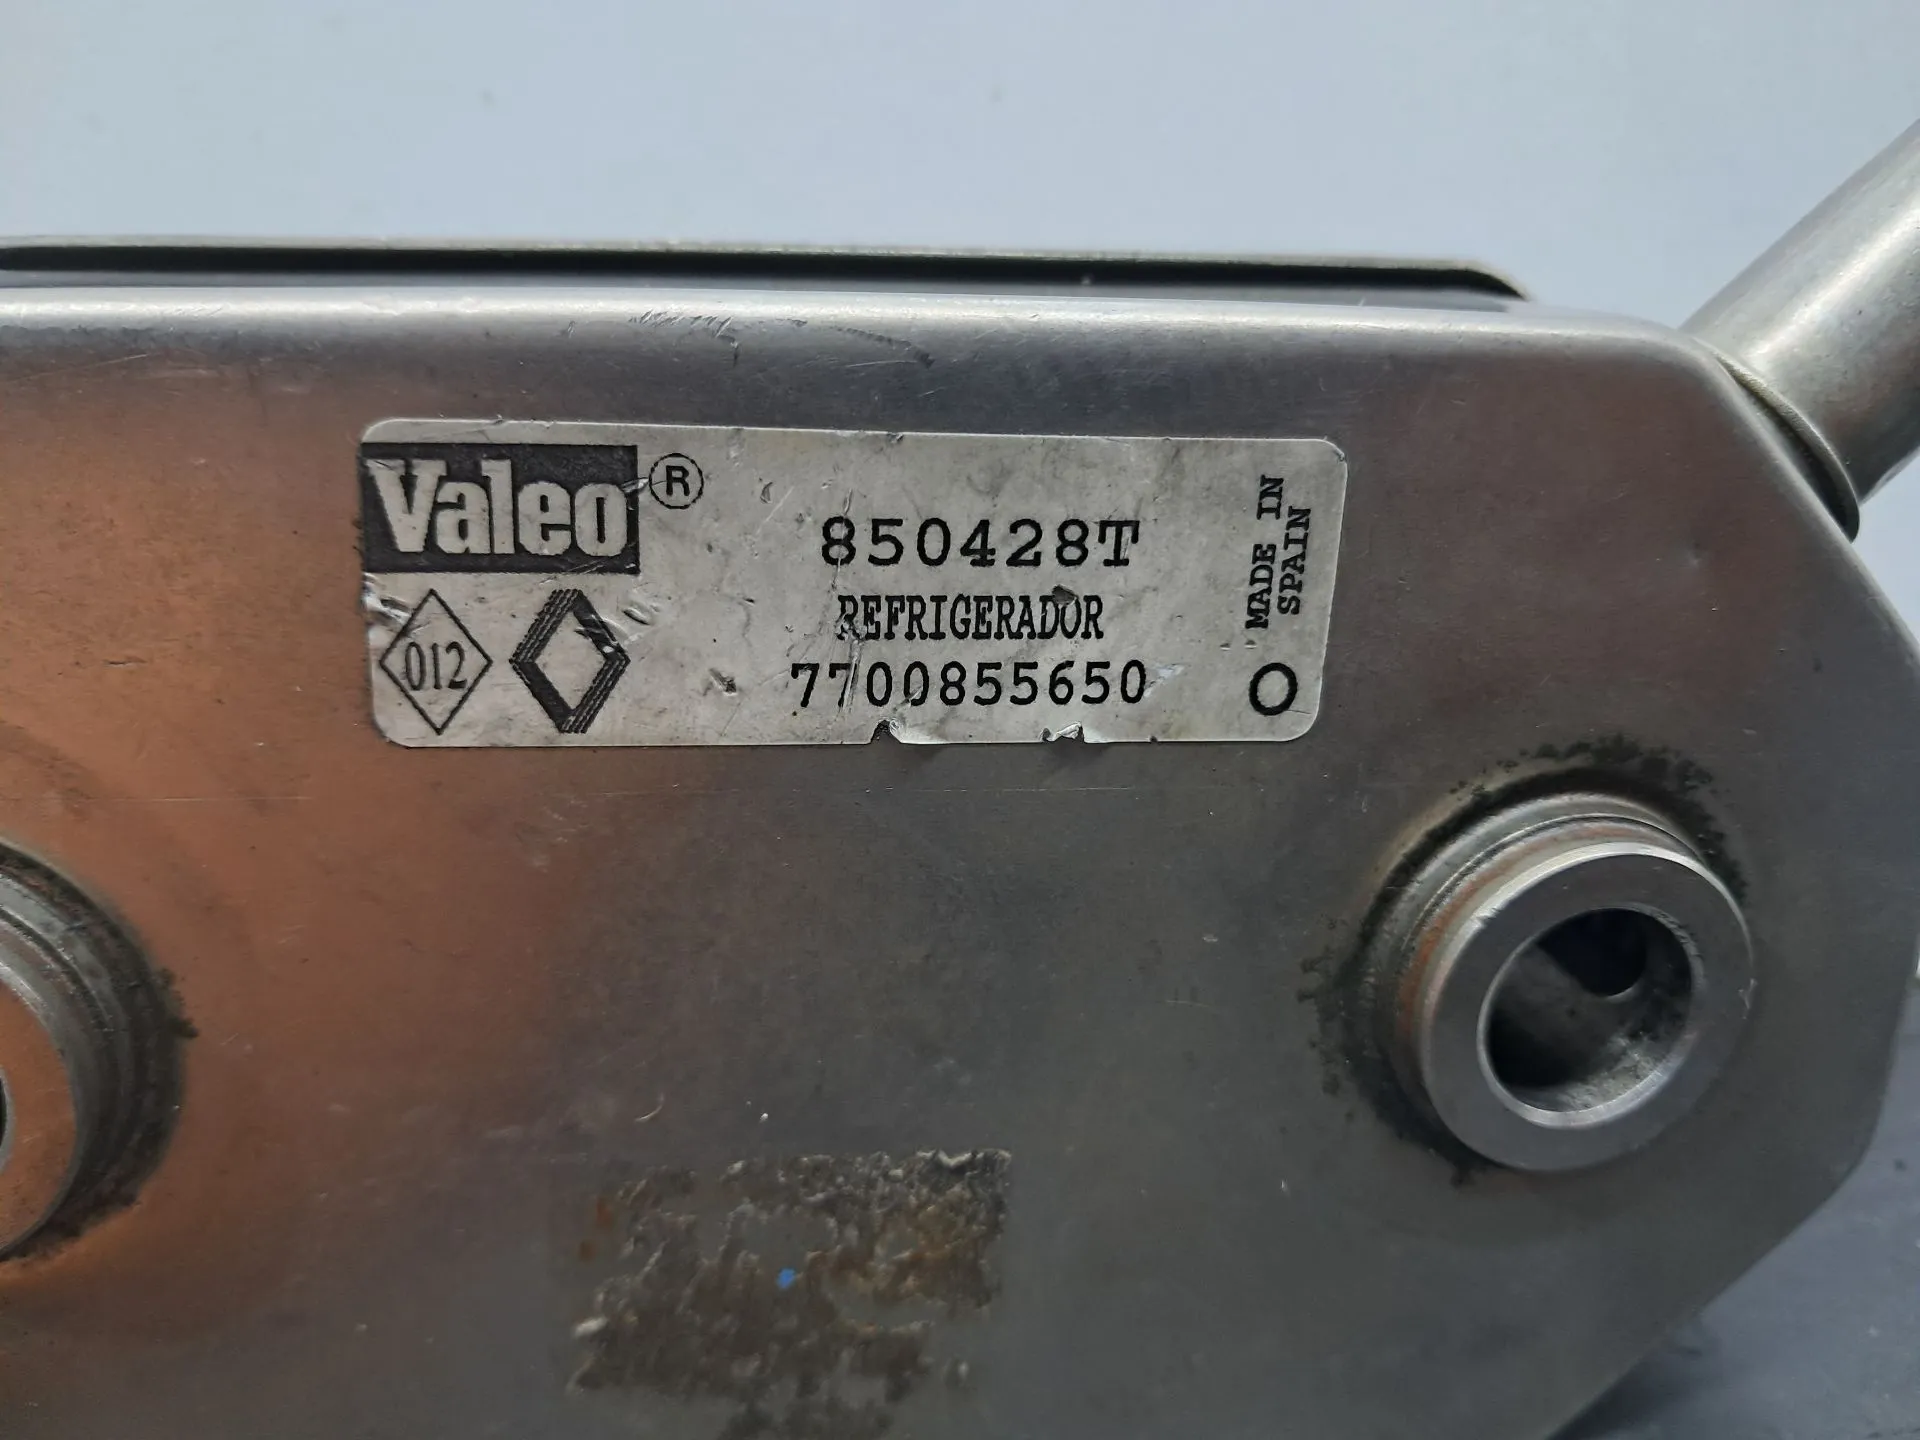 Valeo ®
850428T
REFRIGERADOR
7700855650
012
MADE IN
SPAIN